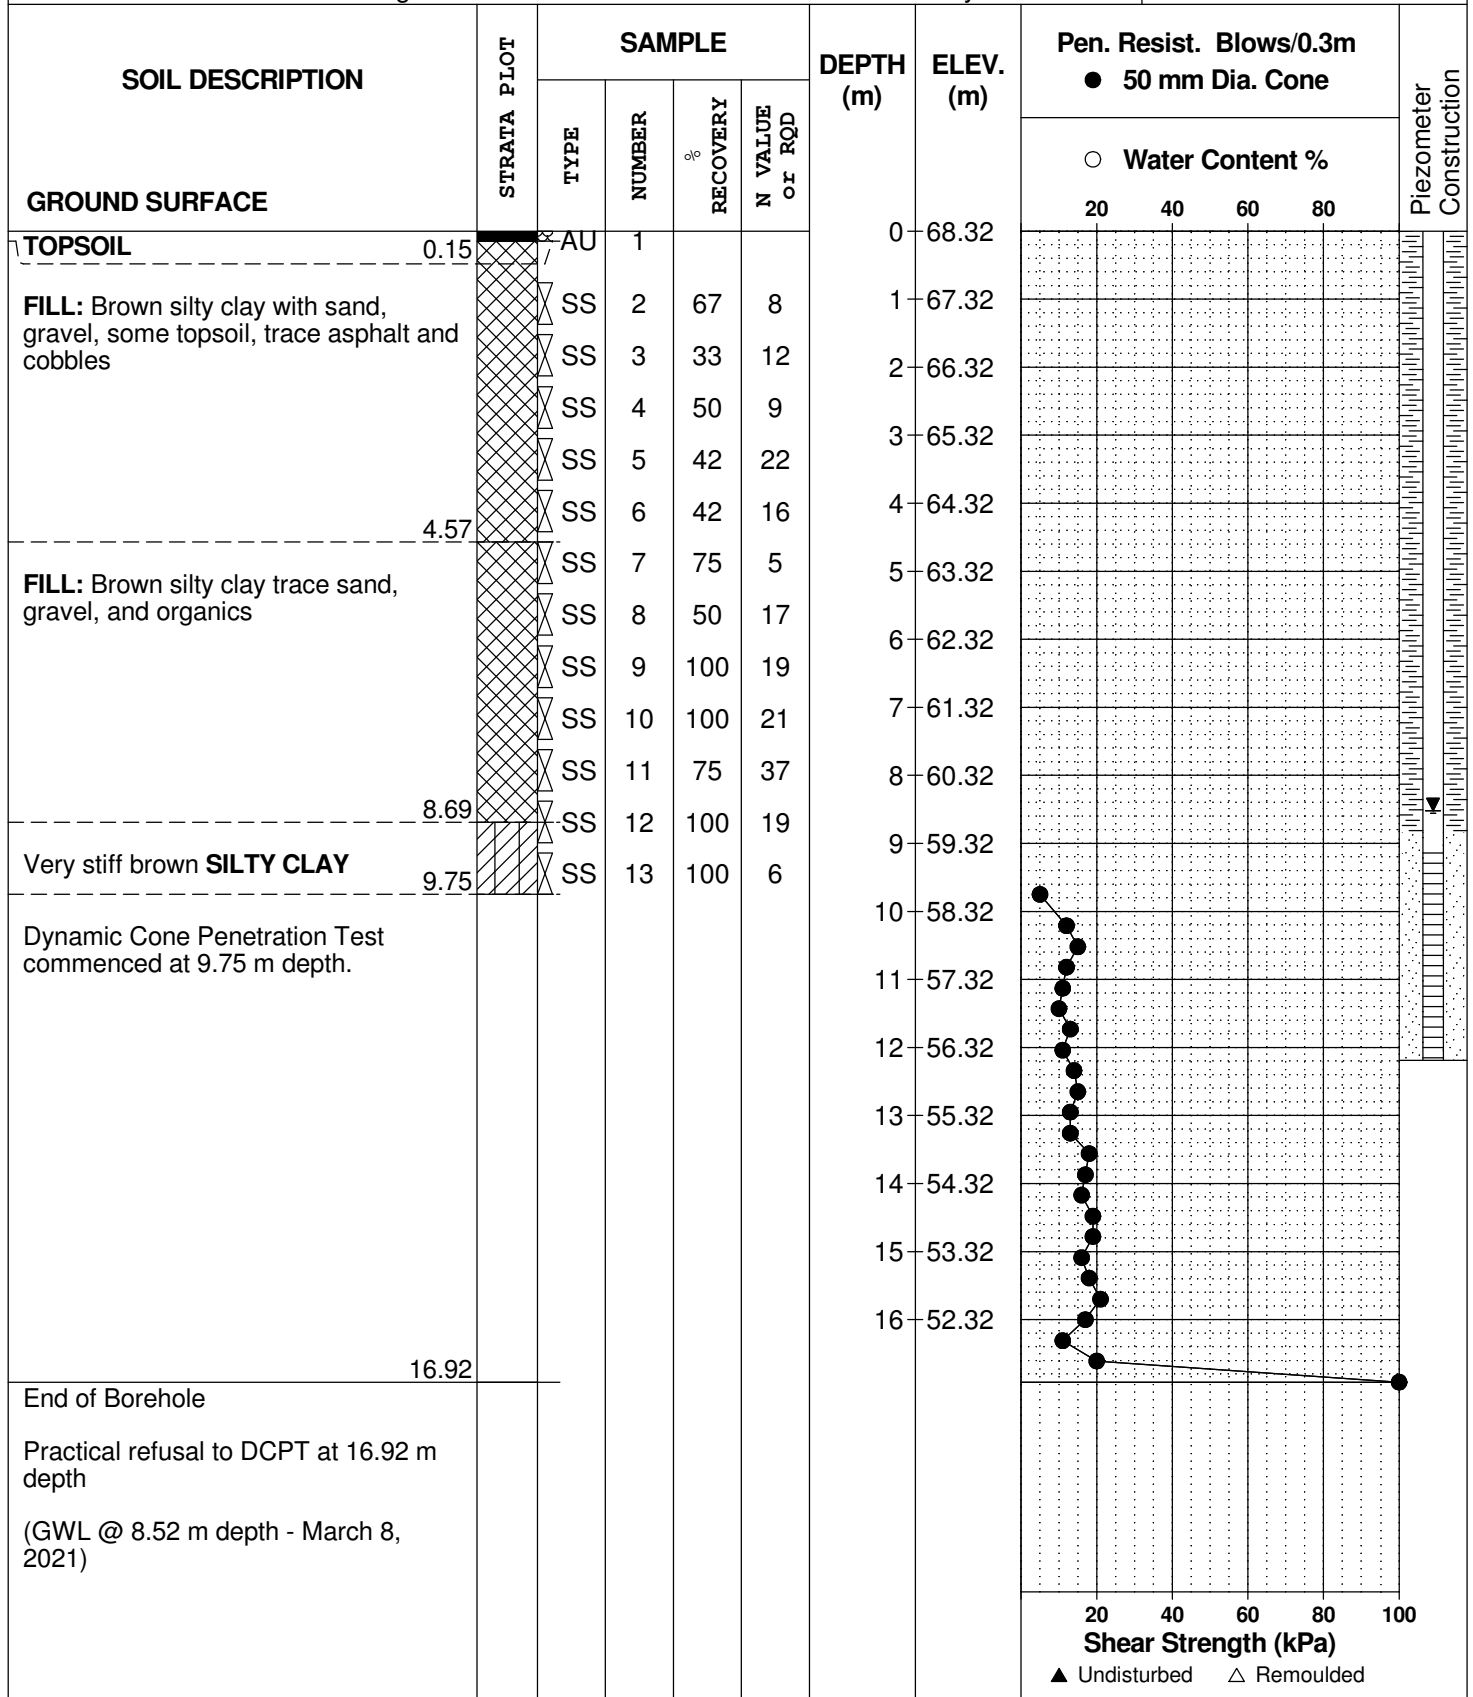 SOIL DESCRIPTION
GROUND SURFACE
STRATA PLOT
SAMPLE
TYPE
NUMBER
%
RECOVERY
N VALUE
or RQD
DEPTH
(m)
ELEV.
(m)
Pen. Resist. Blows/0.3m
● 50 mm Dia. Cone
○ Water Content %
20 40 60 80
Piezometer
Construction
TOPSOIL 0.15
FILL: Brown silty clay with sand,
gravel, some topsoil, trace asphalt and
cobbles
4.57
FILL: Brown silty clay trace sand,
gravel, and organics
8.69
Very stiff brown SILTY CLAY
9.75
Dynamic Cone Penetration Test
commenced at 9.75 m depth.
16.92
End of Borehole
Practical refusal to DCPT at 16.92 m
depth
(GWL @ 8.52 m depth - March 8,
2021)
AU 1
SS 2 67 8
SS 3 33 12
SS 4 50 9
SS 5 42 22
SS 6 42 16
SS 7 75 5
SS 8 50 17
SS 9 100 19
SS 10 100 21
SS 11 75 37
SS 12 100 19
SS 13 100 6
0 68.32
1 67.32
2 66.32
3 65.32
4 64.32
5 63.32
6 62.32
7 61.32
8 60.32
9 59.32
10 58.32
11 57.32
12 56.32
13 55.32
14 54.32
15 53.32
16 52.32
20 40 60 80 100
Shear Strength (kPa)
▲ Undisturbed △ Remoulded